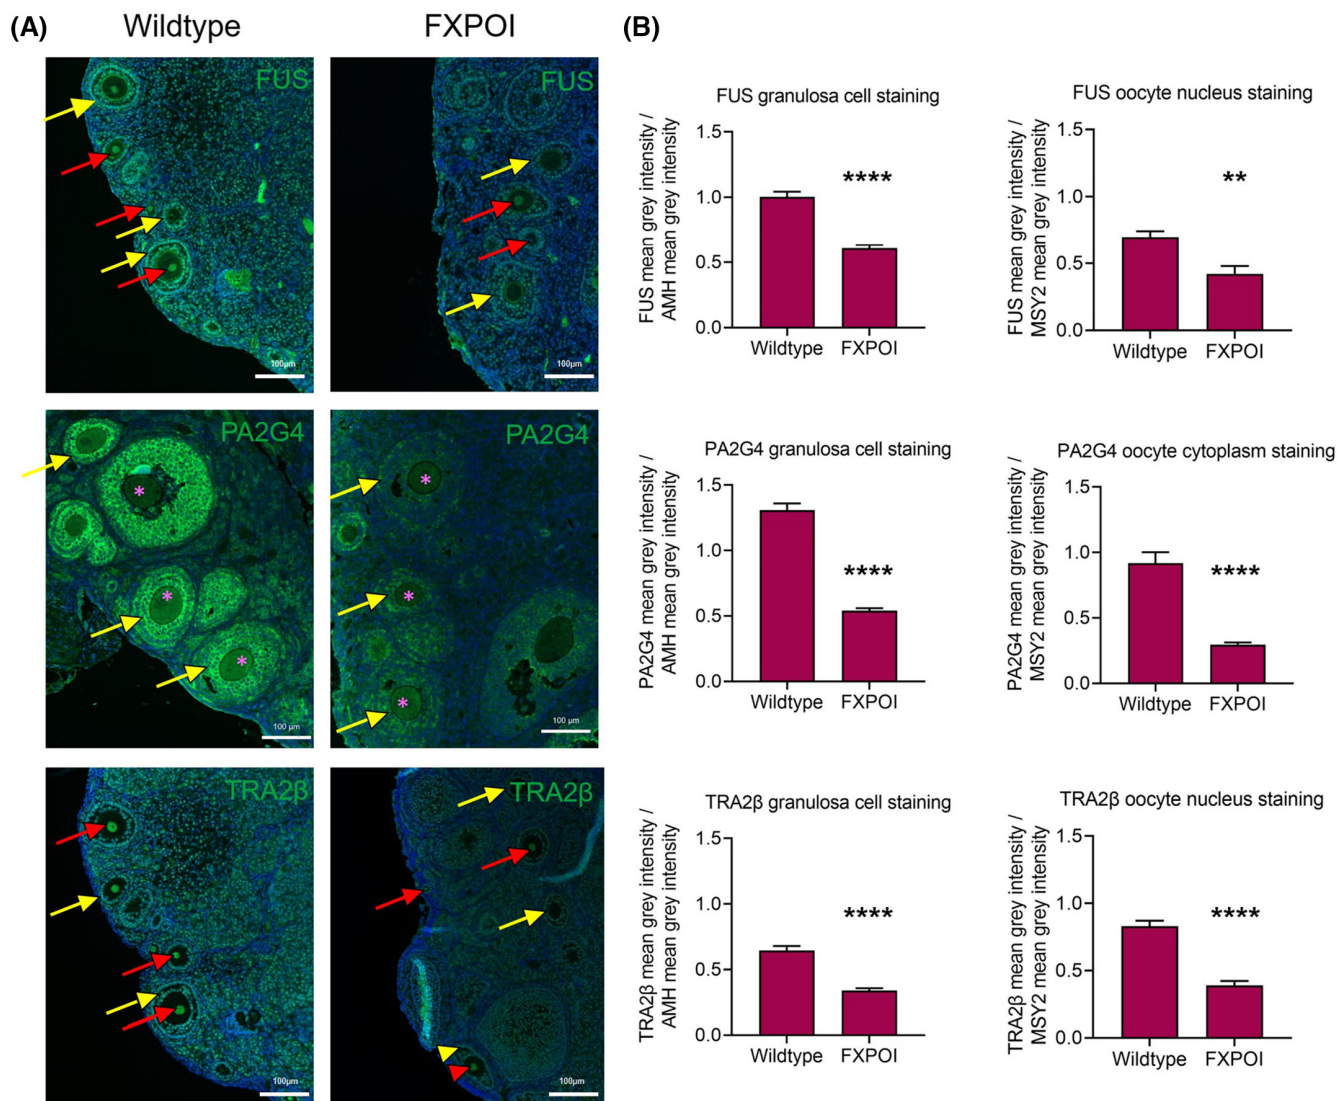 (A)
Wildtype
FXPOI
FUS
100μm
FUS
100μm
PA2G4
*
*
*
100 μm
PA2G4
*
*
*
100 μm
TRA2β
100μm
TRA2β
100μm
(B)
FUS granulosa cell staining
FUS mean grey intensity /
AMH mean grey intensity
1.5
1.0
0.5
0.0
****
Wildtype
FXPOI
FUS oocyte nucleus staining
FUS mean grey intensity /
MSY2 mean grey intensity
1.5
1.0
0.5
0.0
**
Wildtype
FXPOI
PA2G4 granulosa cell staining
PA2G4 mean grey intensity /
AMH mean grey intensity
1.5
1.0
0.5
0.0
****
Wildtype
FXPOI
PA2G4 oocyte cytoplasm staining
PA2G4 mean grey intensity /
MSY2 mean grey intensity
1.5
1.0
0.5
0.0
****
Wildtype
FXPOI
TRA2β granulosa cell staining
TRA2β mean grey intensity /
AMH mean grey intensity
1.5
1.0
0.5
0.0
****
Wildtype
FXPOI
TRA2β oocyte nucleus staining
TRA2β mean grey intensity /
MSY2 mean grey intensity
1.5
1.0
0.5
0.0
****
Wildtype
FXPOI